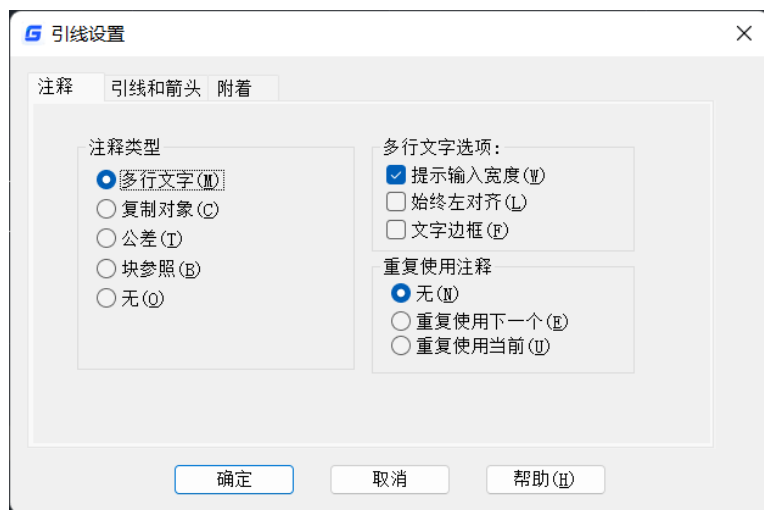 引线设置
注释 引线和箭头 附着
注释类型
多行文字(M)
复制对象(C)
公差(T)
块参照(B)
无(O)
多行文字选项:
提示输入宽度(W)
始终左对齐(L)
文字边框(F)
重复使用注释
无(N)
重复使用下一个(E)
重复使用当前(U)
确定 取消 帮助(H)